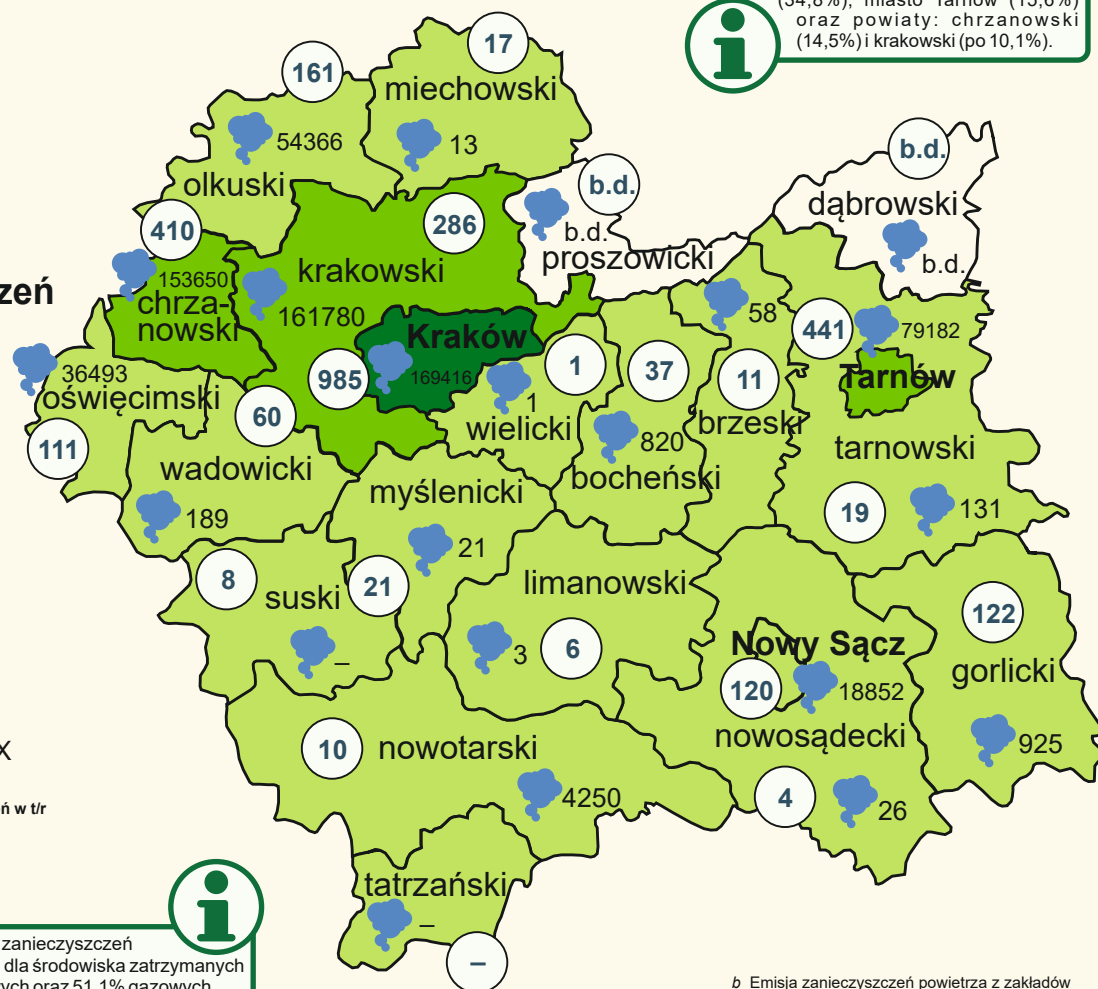 (34,8%), miasto Tarnów (15,6%)
oraz powiaty: chrzanowski
(14,5%) i krakowski (po 10,1%).
17
161
miechowski
54366
13
b.d.
olkuski
b.d.
dąbrowski
410
286
b.d.
b.d.
proszowicki
krakowski
153650
chrza-
nowski
161780
58
441
79182
zeń
Kraków
985
169416
1
37
11
Tarnów
36493
oświęcimski
60
1
wielicki
820
brzeski
111
wadowicki
bocheński
tarnowski
myślenicki
189
19
131
21
8
suski
21
limanowski
122
–
3
6
Nowy Sącz
120
18852
gorlicki
10
nowotarski
nowosądecki
925
X
4250
4
26
ń w t/r
tatrzański
–
–
zanieczyszczeń
dla środowiska zatrzymanych
ych oraz 51,1% gazowych
b Emisja zanieczyszczeń powietrza z zakładów